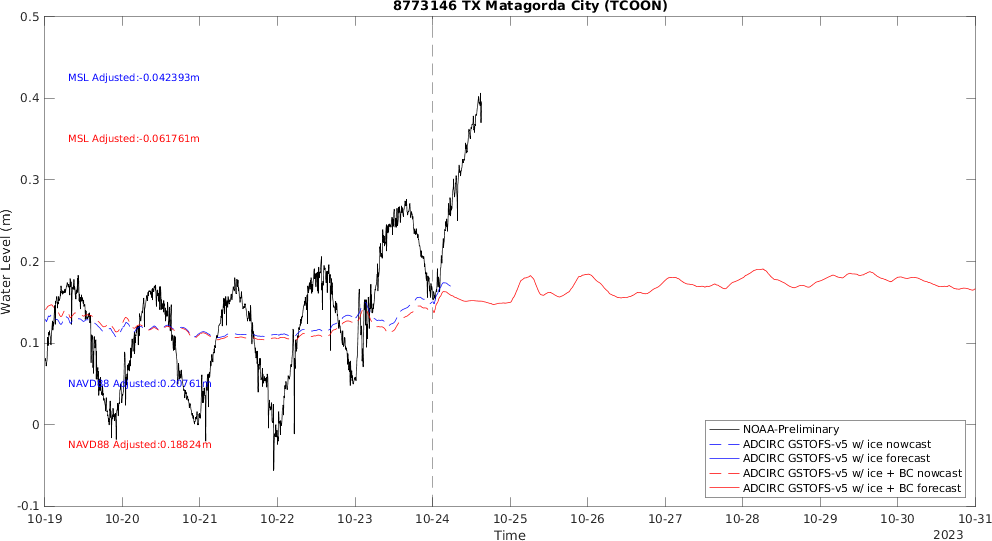 8773146 TX Matagorda City (TCOON)
0.5
0.4
0.3
0.2
0.1
0
-0.1
Water Level (m)
MSL Adjusted:-0.042393m
MSL Adjusted:-0.061761m
NAVD88 Adjusted:0.20761m
NAVD88 Adjusted:0.18824m
NOAA-Preliminary
ADCIRC GSTOFS-v5 w/ ice nowcast
ADCIRC GSTOFS-v5 w/ ice forecast
ADCIRC GSTOFS-v5 w/ ice + BC nowcast
ADCIRC GSTOFS-v5 w/ ice + BC forecast
10-19 10-20 10-21 10-22 10-23 10-24 10-25 10-26 10-27 10-28 10-29 10-30 10-31
Time
2023